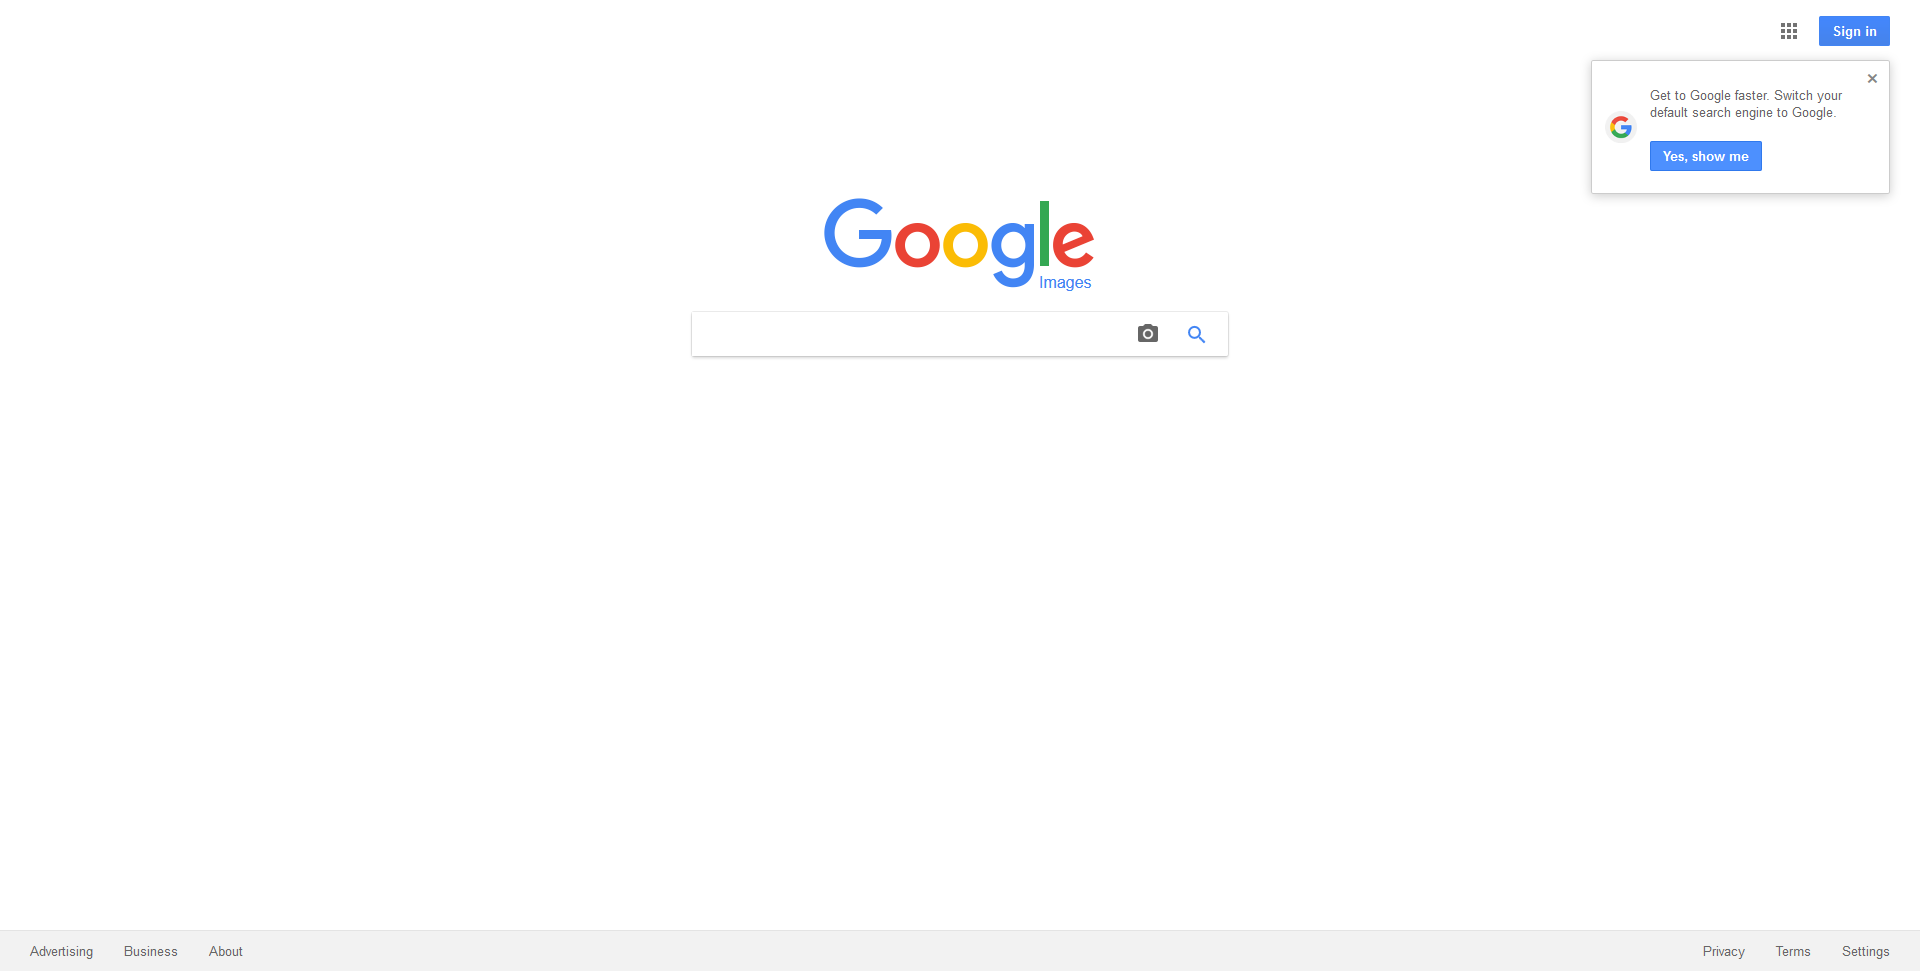 Sign in
Get to Google faster. Switch your
default search engine to Google.
Yes, show me
Google
Images
Advertising Business About Privacy Terms Settings